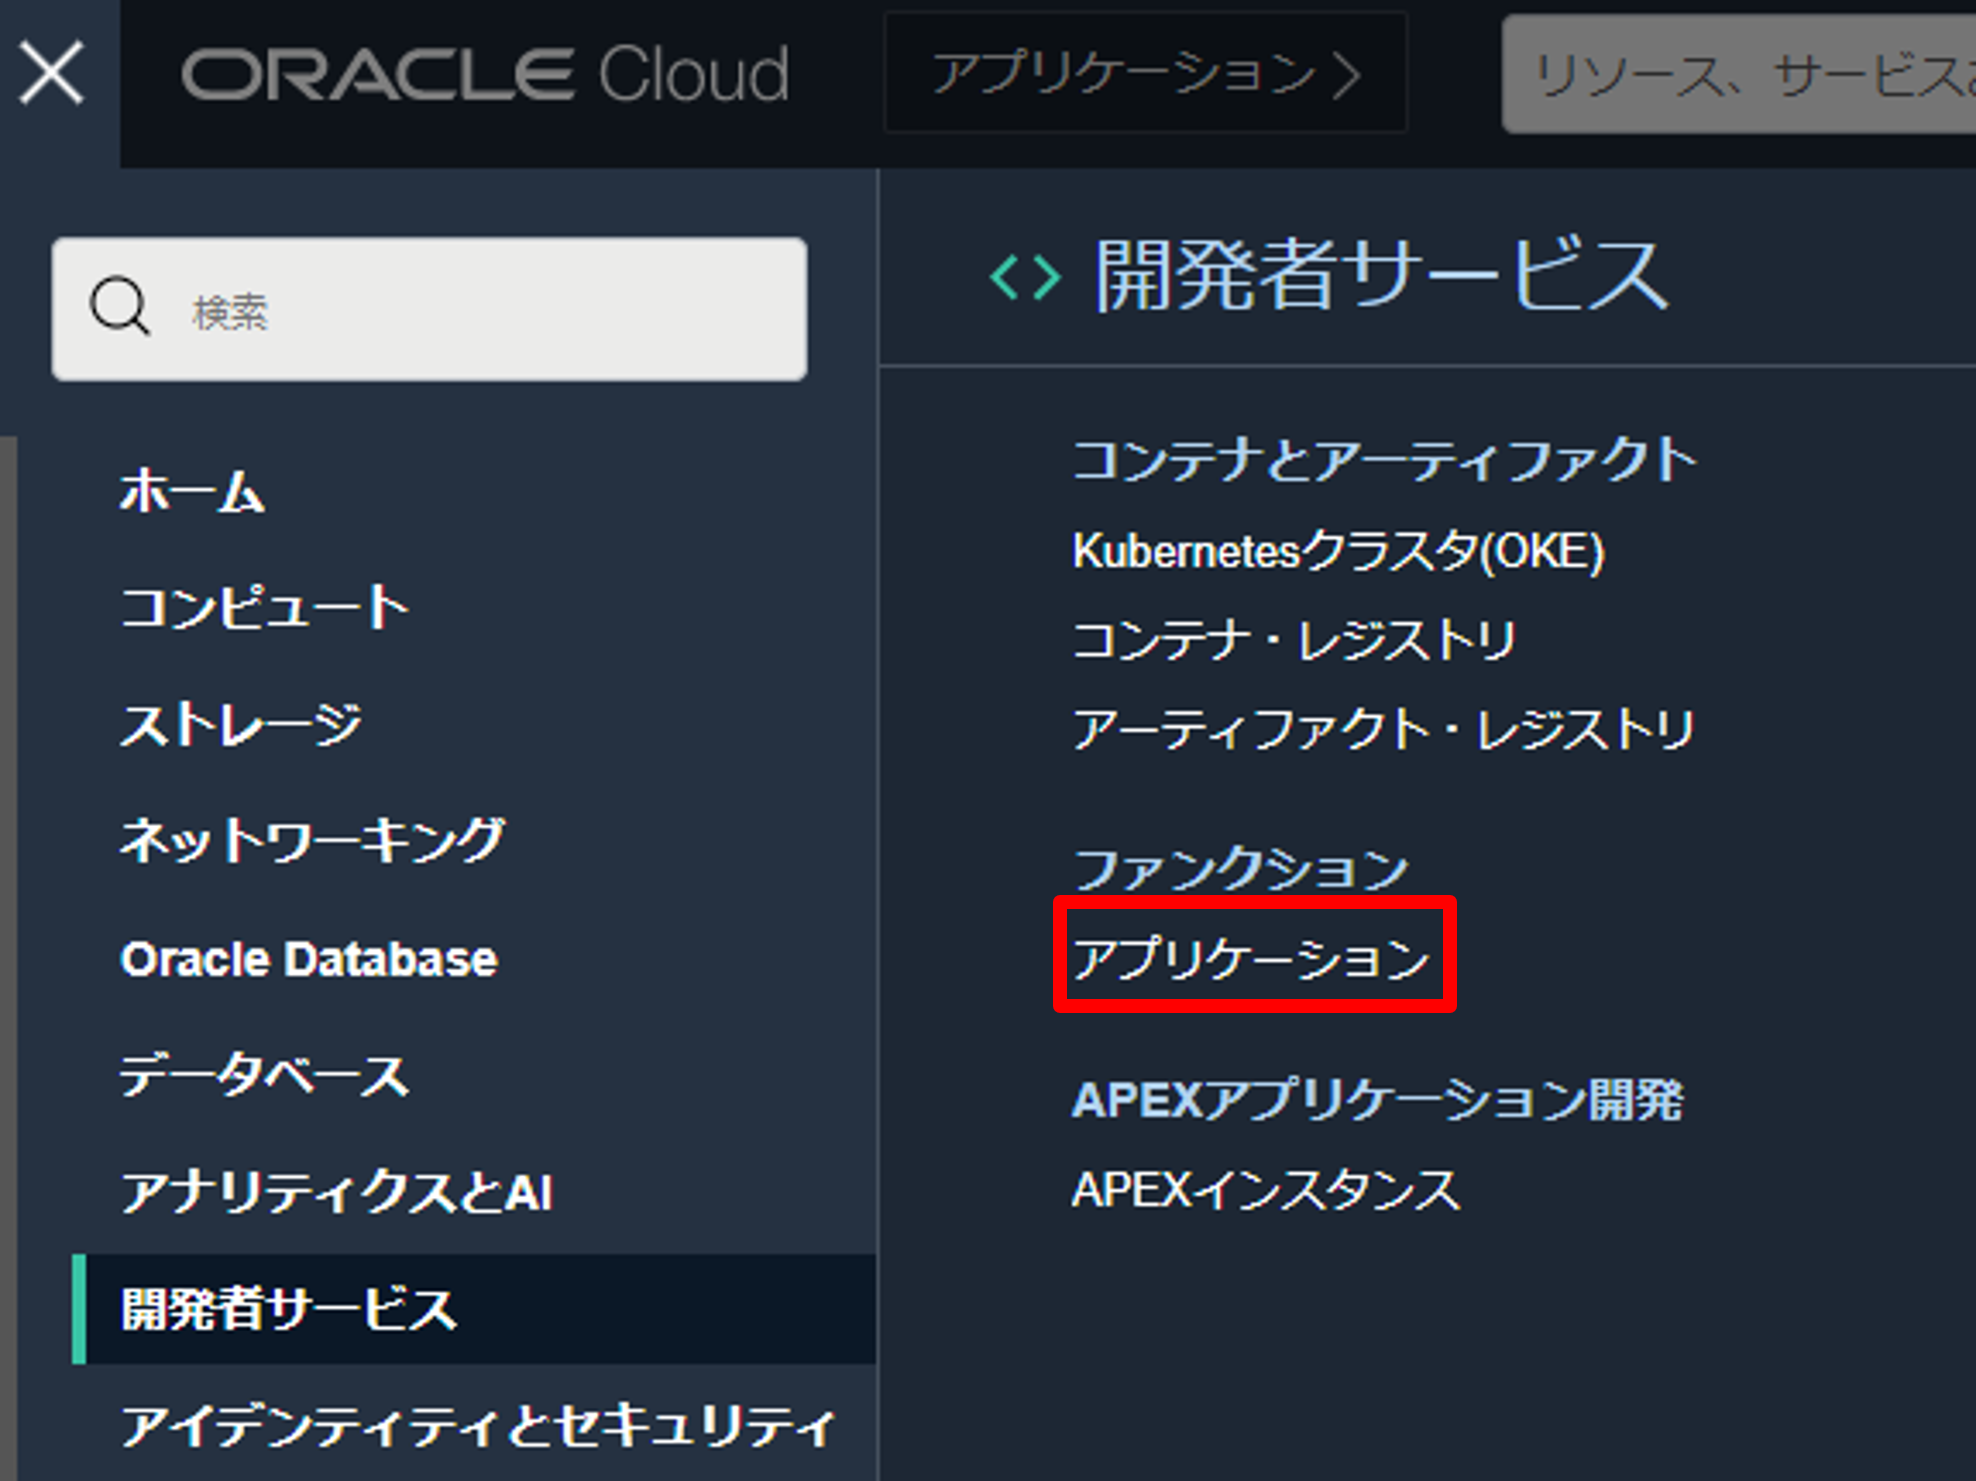 ORACLE Cloud
アプリケーション
リソース、サービス
検索
ホーム
コンピュート
ストレージ
ネットワーキング
Oracle Database
データベース
アナリティクスとAI
開発者サービス
アイデンティティとセキュリティ
開発者サービス
コンテナとアーティファクト
Kubernetesクラスタ(OKE)
コンテナ・レジストリ
アーティファクト・レジストリ
ファンクション
アプリケーション
APEXアプリケーション開発
APEXインスタンス